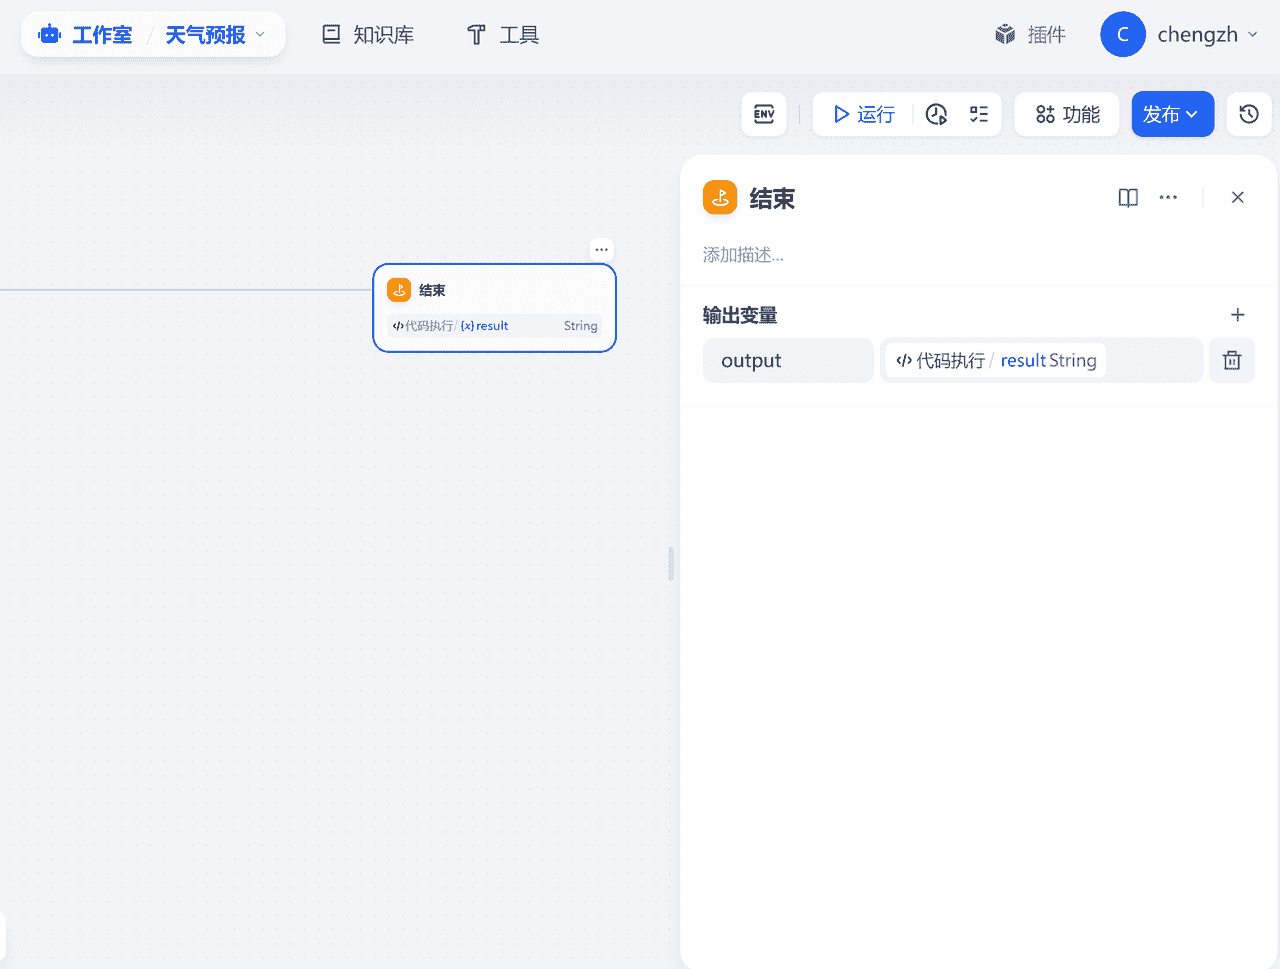 工作室 / 天气预报 知识库 工具 插件 C chengzh
ENV 运行 功能 发布
结束
添加描述...
结束
代码执行 / {x} result String
输出变量
output 代码执行 / result String